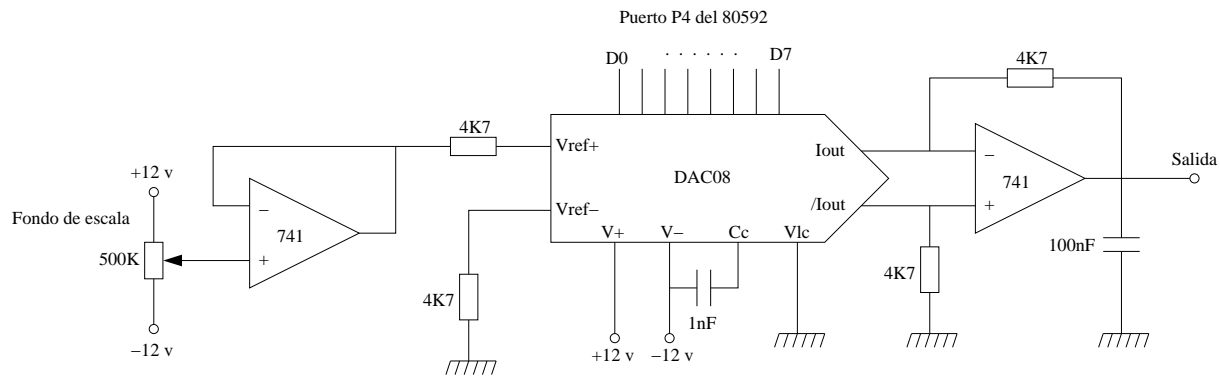 Puerto P4 del 80592
D0 . . . . . . D7
4K7
4K7
Vref+
Iout
−
741
Salida
+12 v
DAC08
Fondo de escala
−
741
+
Vref−
/Iout
+
500K
V+
V−
Cc
Vlc
100nF
4K7
4K7
1nF
−12 v
+12 v
−12 v